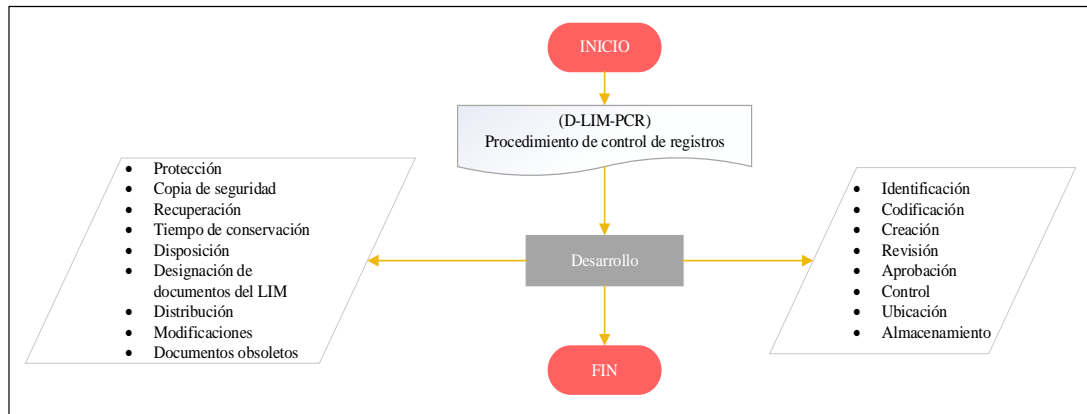 INICIO
(D-LIM-PCR)
Procedimiento de control de registros
• Protección
• Copia de seguridad
• Recuperación
• Tiempo de conservación
• Disposición
• Designación de
documentos del LIM
• Distribución
• Modificaciones
• Documentos obsoletos
Desarrollo
• Identificación
• Codificación
• Creación
• Revisión
• Aprobación
• Control
• Ubicación
• Almacenamiento
FIN